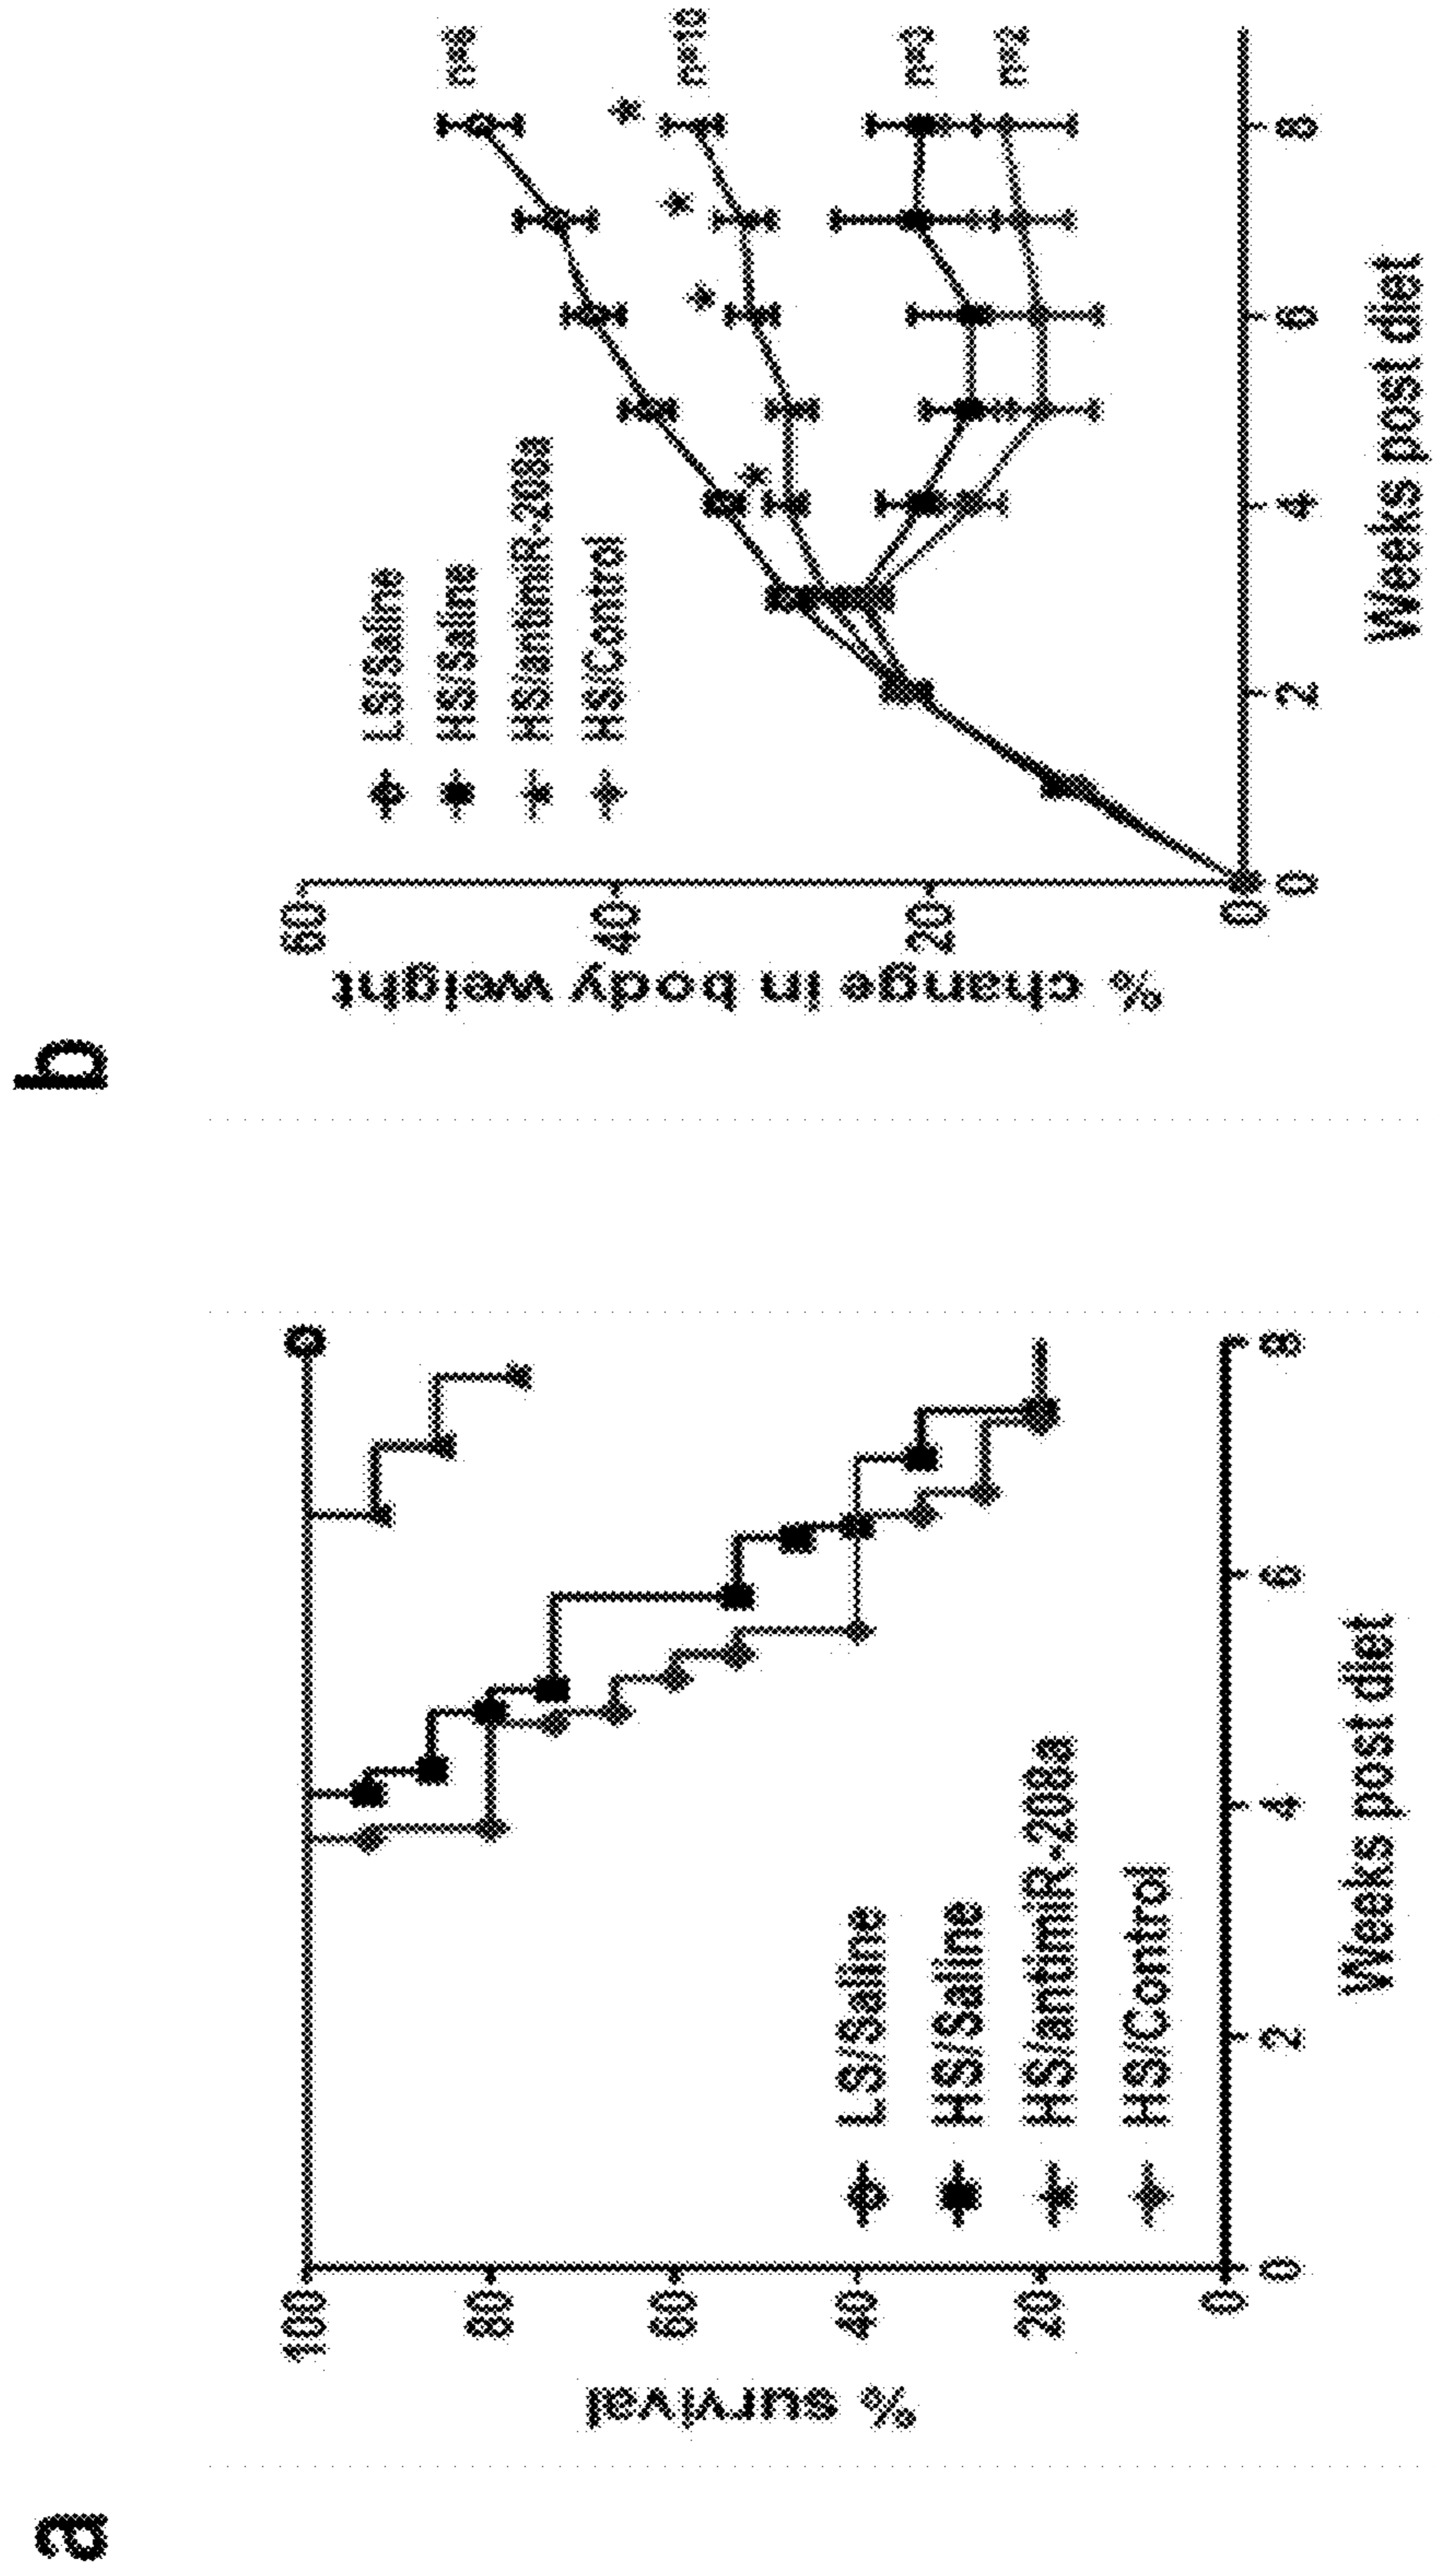 a
% survival
100
80
60
40
20
0
0
2
4
6
8
Weeks post diet
LS/Saline
HS/Saline
HS/antimiR-208a
HS/Control
b
% change in body weight
60
40
20
0
0
2
4
6
8
Weeks post diet
LS/Saline
HS/Saline
HS/antimiR-208a
HS/Control
* * * *
n=10
n=3
n=2